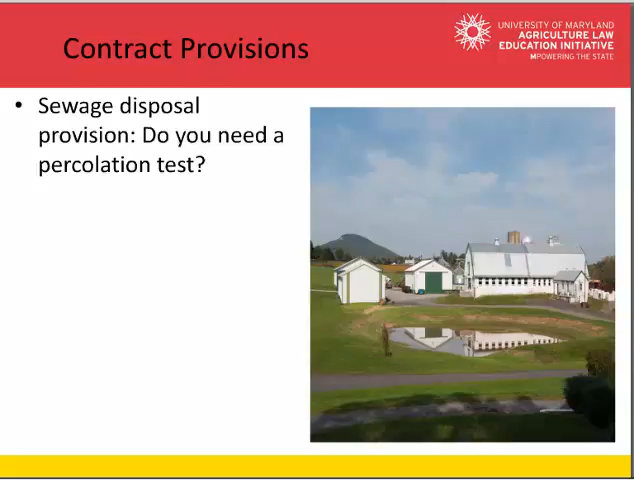 Contract Provisions
UNIVERSITY OF MARYLAND
AGRICULTURE LAW
EDUCATION INITIATIVE
MPOWERING THE STATE
• Sewage disposal
provision: Do you need a
percolation test?